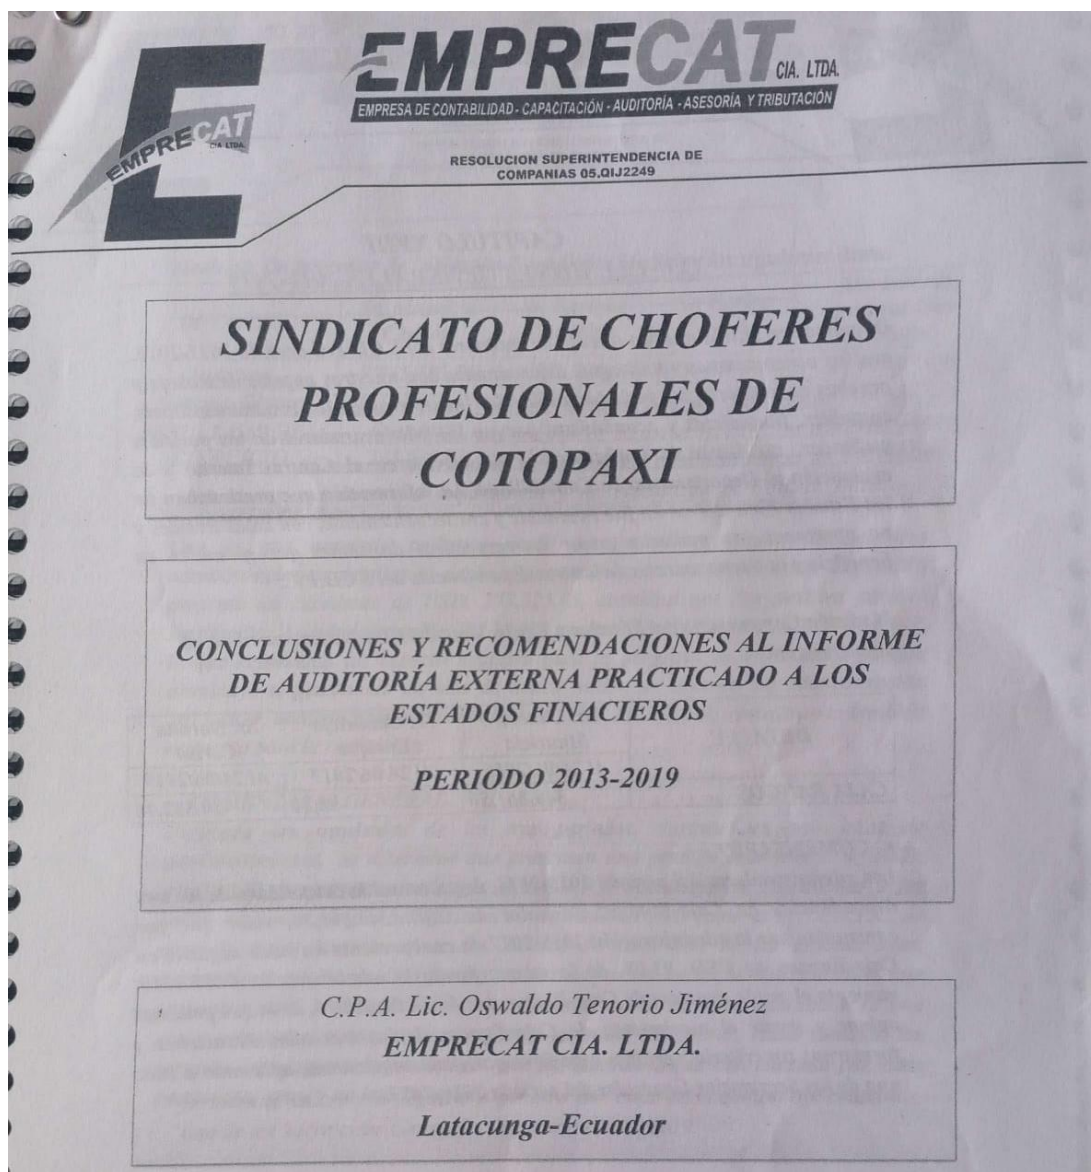 EMPRECAT CIA. LTDA.
EMPRESA DE CONTABILIDAD - CAPACITACIÓN - AUDITORÍA - ASESORÍA Y TRIBUTACIÓN
EMPRECAT
CIA. LTDA.
RESOLUCION SUPERINTENDENCIA DE
COMPANIAS 05.QIJ2249
SINDICATO DE CHOFERES
PROFESIONALES DE
COTOPAXI
CONCLUSIONES Y RECOMENDACIONES AL INFORME
DE AUDITORÍA EXTERNA PRACTICADO A LOS
ESTADOS FINACIEROS
PERIODO 2013-2019
C.P.A. Lic. Oswaldo Tenorio Jiménez
EMPRECAT CIA. LTDA.
Latacunga-Ecuador